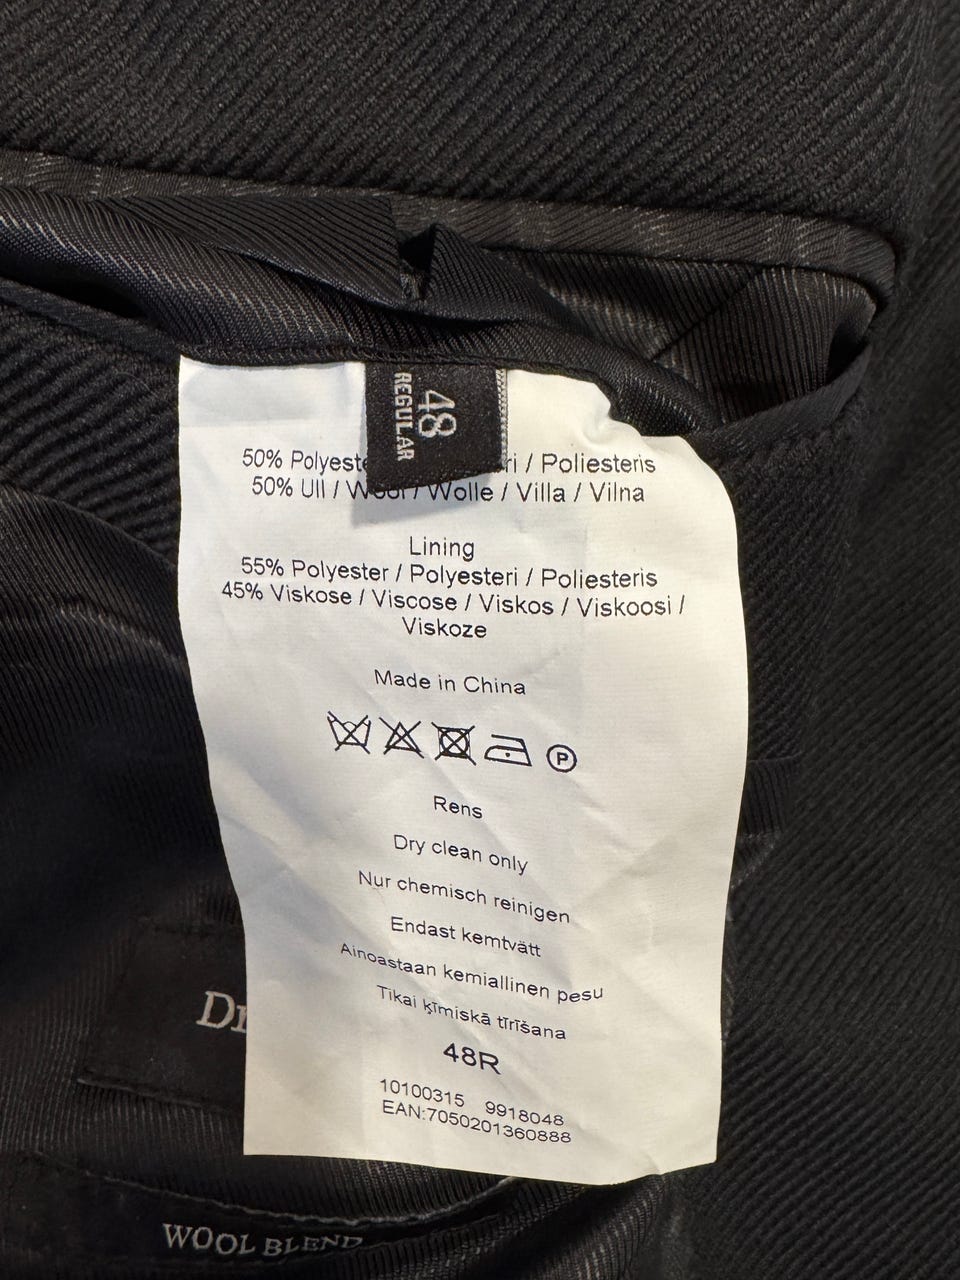 48
REGULAR
50% / Poliesteris
50% Ull / Wool / Wolle / Villa / Vilna
Lining
55% Polyester / Polyesteri / Poliesteris
45% Viskose / Viscose / Viskos / Viskoosi /
Viskoze
Made in China
P
Rens
Dry clean only
Nur chemisch reinigen
Endast kemtvätt
Ainoastaan kemiallinen pesu
Tikai ķīmiskā tīrīšana
48R
10100315 9918048
EAN:7050201360888
WOOL BLEND